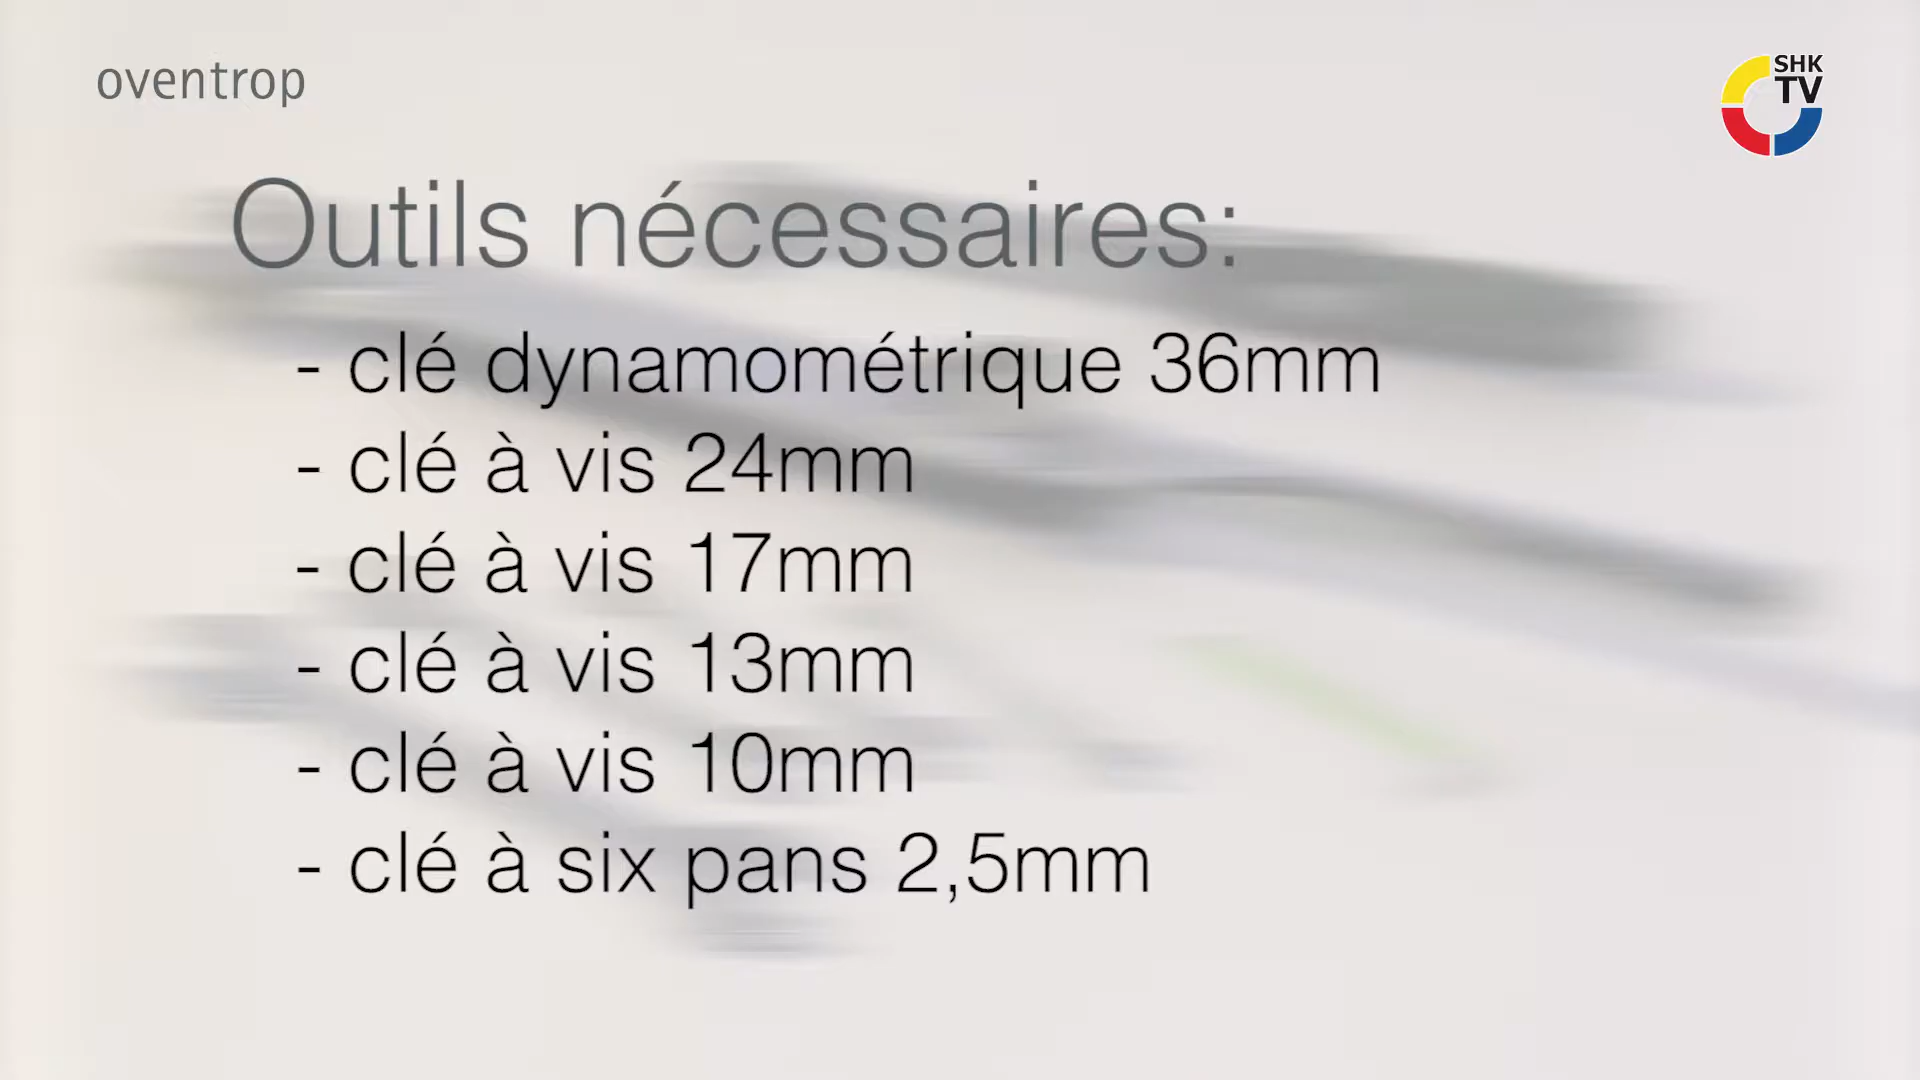 oventrop
SHK
TV
Outils nécessaires:
- clé dynamométrique 36mm
- clé à vis 24mm
- clé à vis 17mm
- clé à vis 13mm
- clé à vis 10mm
- clé à six pans 2,5mm